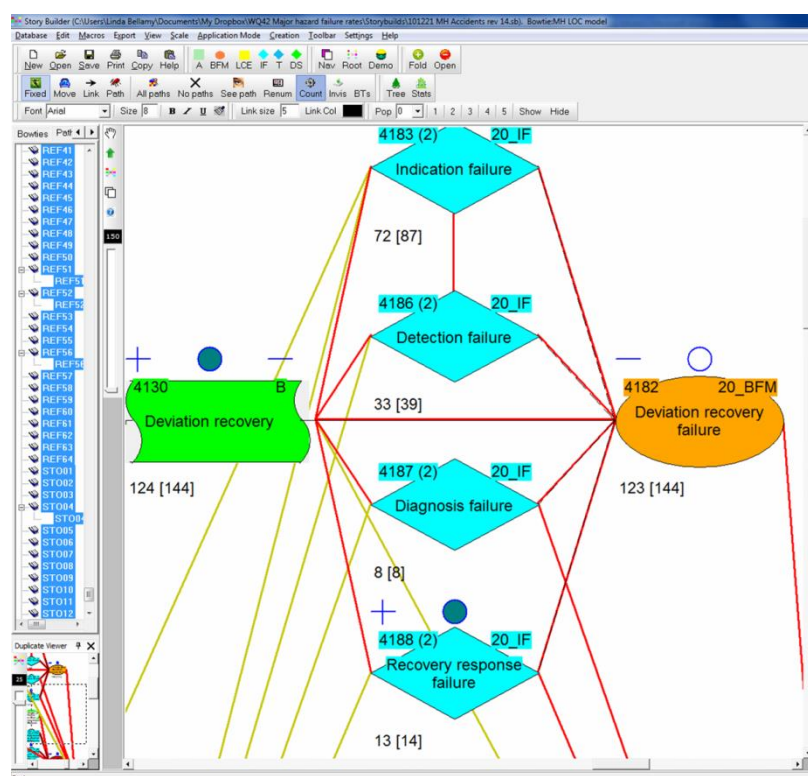 Story Builder (C:\Users\Linda Bellamy\Documents\My Dropbox\WQ42 Major hazard failure rates\Storybuilds\101221 MH Accidents rev 14.sb). Bowtie:MH LOC model
Database Edit Macros Export View Scale Application Mode Creation Toolbar Settings Help
New Open Save Print Copy Help A BFM LCE IF T DS Nav Root Demo Fold Open
Fixed Move Link Path All paths No paths See path Renum Count Invis BTs Tree Stats
Font Arial Size 8 B I U Link size 5 Link Col Pop 0 1 2 3 4 5 Show Hide
Bowties Patl
REF41
REF42
REF43
REF44
REF45
REF46
REF47
REF48
REF49
REF50
REF51
REF51
REF52
REF52
REF53
REF54
REF55
REF56
REF56
REF57
REF58
REF59
REF60
REF61
REF62
REF63
REF64
STO01
STO02
STO03
STO04
STO04
STO05
STO06
STO07
STO08
STO09
STO10
STO11
STO12
150
Duplicate Viewer
25
4183 (2) 20_IF
Indication failure
72 [87]
4186 (2) 20_IF
Detection failure
33 [39]
4130 B
Deviation recovery
124 [144]
4182 20_BFM
Deviation recovery
failure
123 [144]
4187 (2) 20_IF
Diagnosis failure
8 [8]
4188 (2) 20_IF
Recovery response
failure
13 [14]